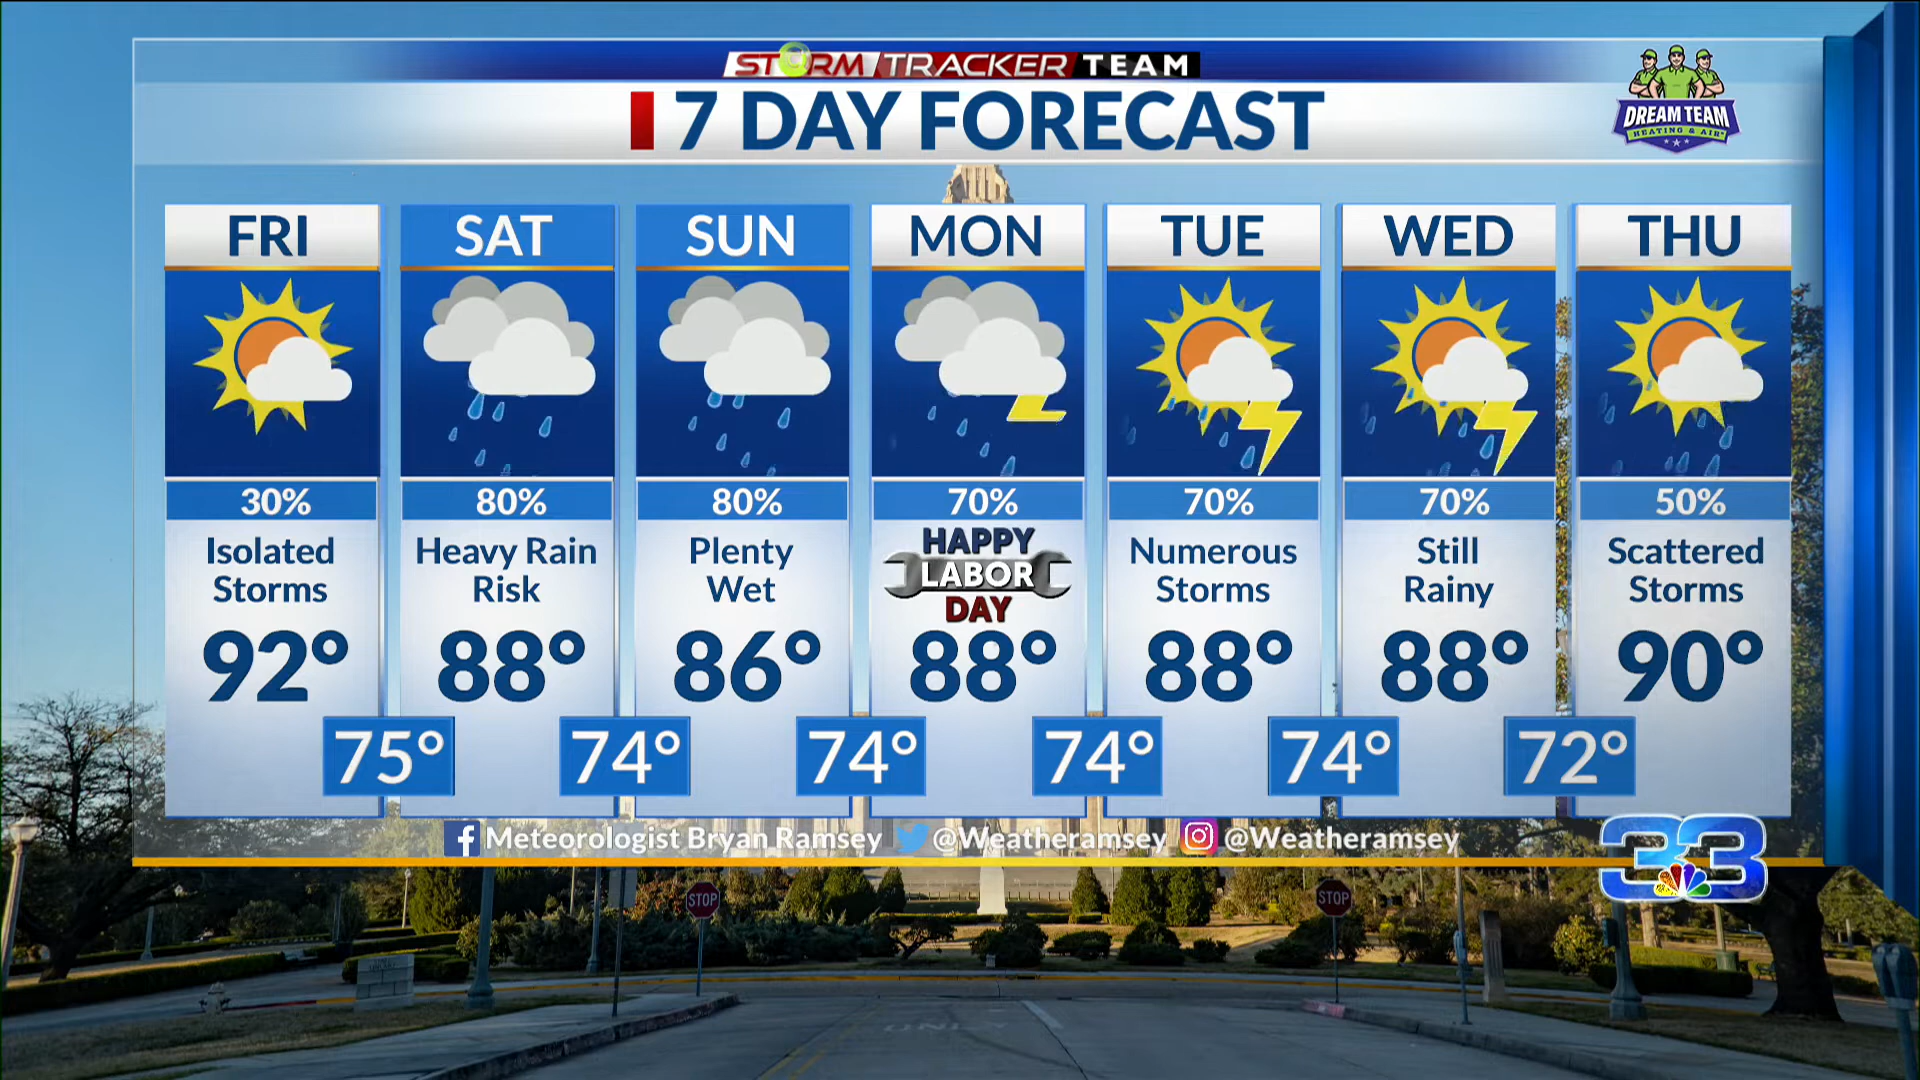 STORM TRACKER TEAM
7 DAY FORECAST
DREAM TEAM
HEATING & AIR
FRI
SAT
SUN
MON
TUE
WED
THU
30%
80%
80%
70%
70%
70%
50%
Isolated
Storms
Heavy Rain
Risk
Plenty
Wet
HAPPY
LABOR
DAY
Numerous
Storms
Still
Rainy
Scattered
Storms
92°
88°
86°
88°
88°
88°
90°
75°
74°
74°
74°
74°
72°
Meteorologist Bryan Ramsey
@Weatheramsey
@Weatheramsey
33
STOP
STOP
ONLY